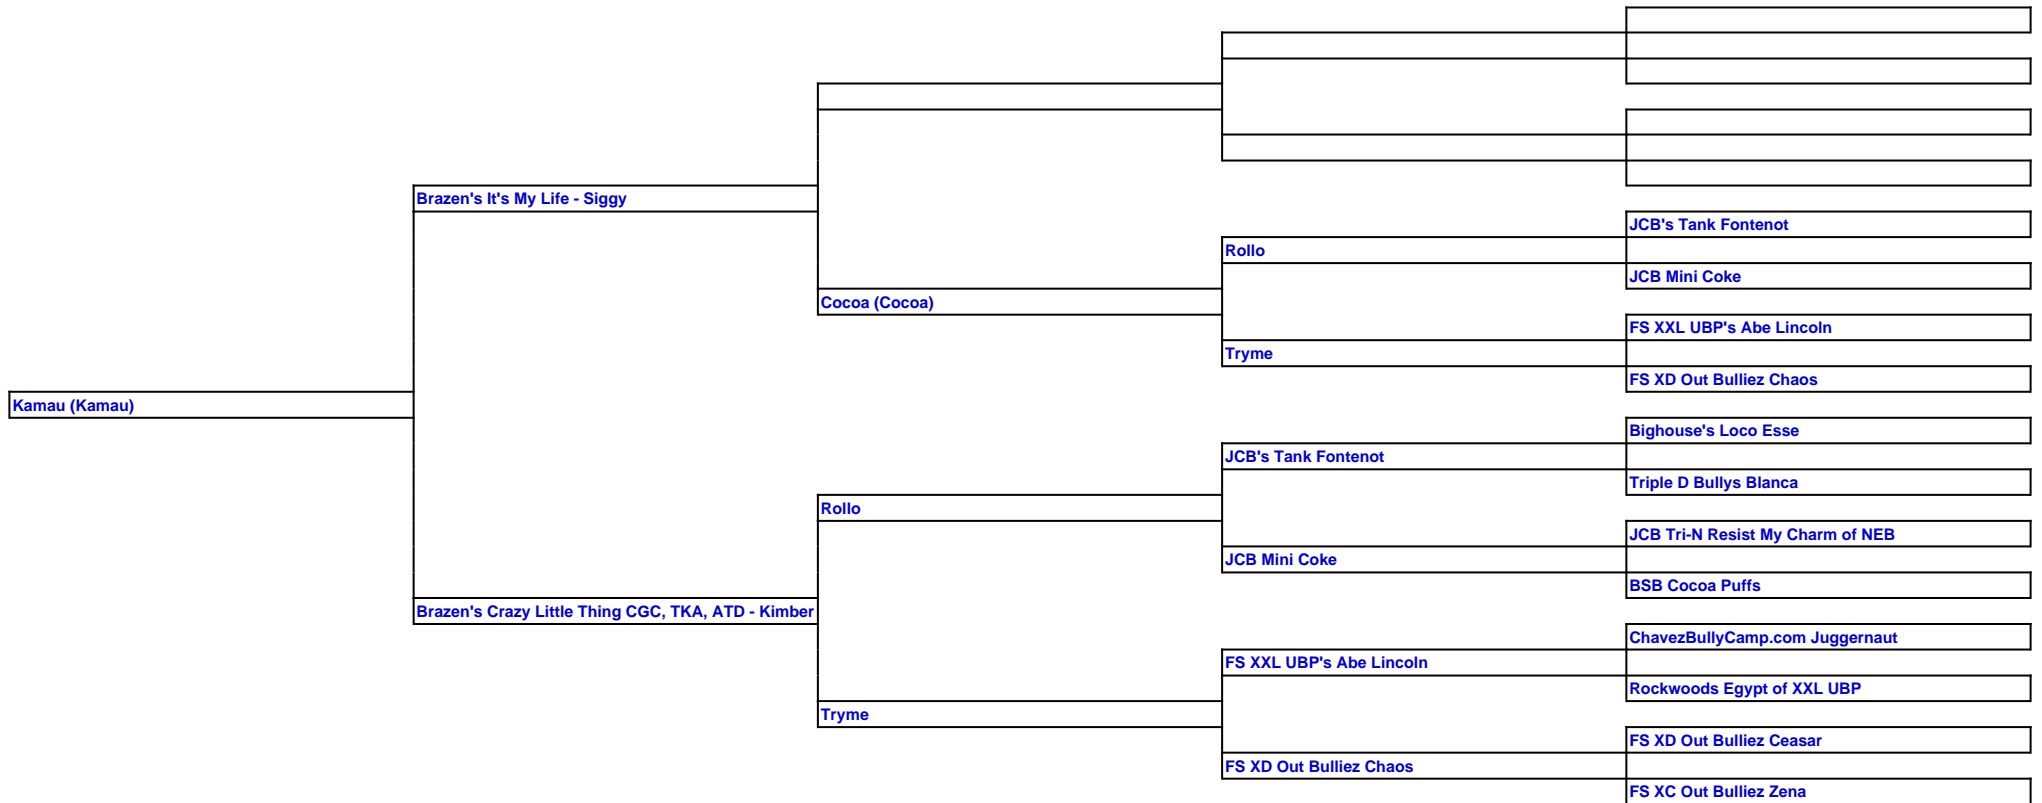 Brazen's It's My Life - Siggy
JCB's Tank Fontenot
Rollo
JCB Mini Coke
Cocoa (Cocoa)
FS XXL UBP's Abe Lincoln
Tryme
FS XD Out Bulliez Chaos
Kamau (Kamau)
Bighouse's Loco Esse
JCB's Tank Fontenot
Triple D Bullys Blanca
Rollo
JCB Tri-N Resist My Charm of NEB
JCB Mini Coke
BSB Cocoa Puffs
Brazen's Crazy Little Thing CGC, TKA, ATD - Kimber
ChavezBullyCamp.com Juggernaut
FS XXL UBP's Abe Lincoln
Rockwoods Egypt of XXL UBP
Tryme
FS XD Out Bulliez Ceasar
FS XD Out Bulliez Chaos
FS XC Out Bulliez Zena